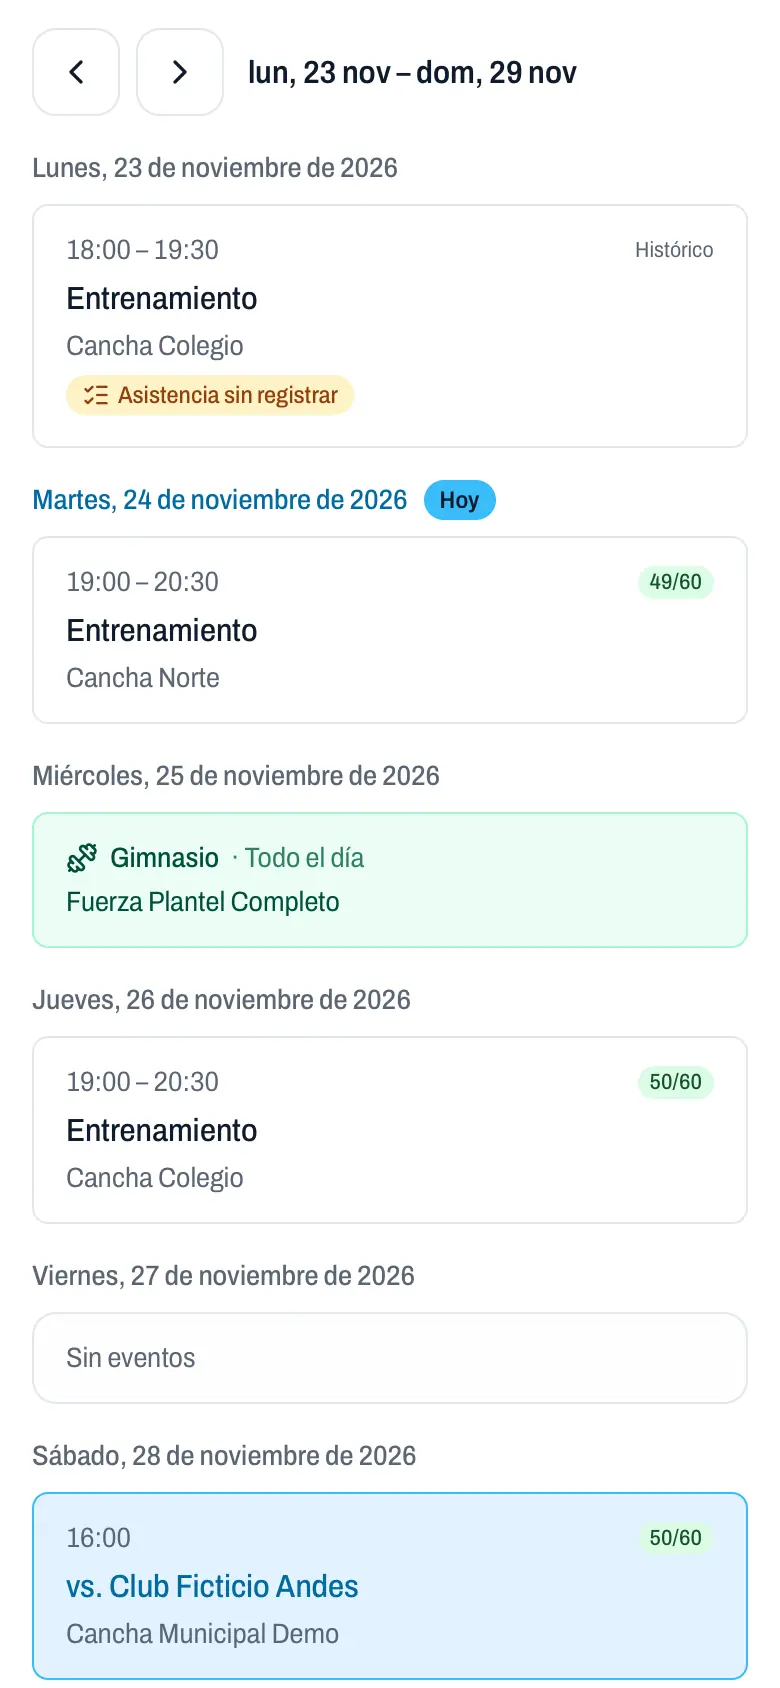 lun, 23 nov – dom, 29 nov
Lunes, 23 de noviembre de 2026
18:00 – 19:30
Histórico
Entrenamiento
Cancha Colegio
Asistencia sin registrar
Martes, 24 de noviembre de 2026
Hoy
19:00 – 20:30
49/60
Entrenamiento
Cancha Norte
Miércoles, 25 de noviembre de 2026
Gimnasio · Todo el día
Fuerza Plantel Completo
Jueves, 26 de noviembre de 2026
19:00 – 20:30
50/60
Entrenamiento
Cancha Colegio
Viernes, 27 de noviembre de 2026
Sin eventos
Sábado, 28 de noviembre de 2026
16:00
50/60
vs. Club Ficticio Andes
Cancha Municipal Demo